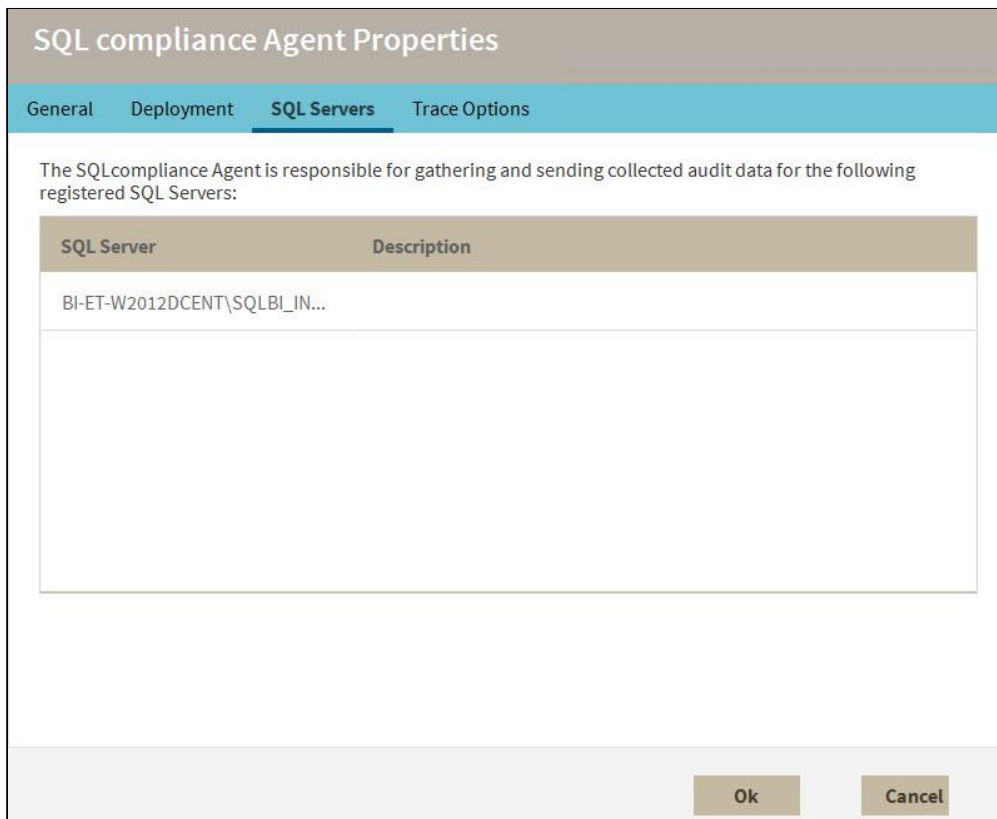 SQL compliance Agent Properties
General Deployment SQL Servers Trace Options
The SQLcompliance Agent is responsible for gathering and sending collected audit data for the following
registered SQL Servers:
SQL Server Description
BI-ET-W2012DCENT\SQLBI_IN...
Ok Cancel